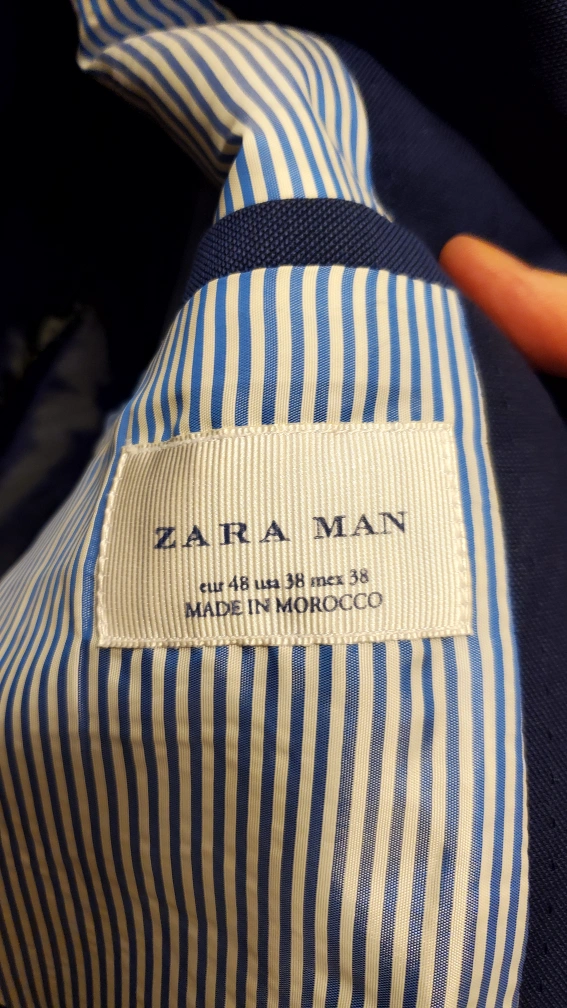 ZARA MAN
eur 48 usa 38 mex 38
MADE IN MOROCCO